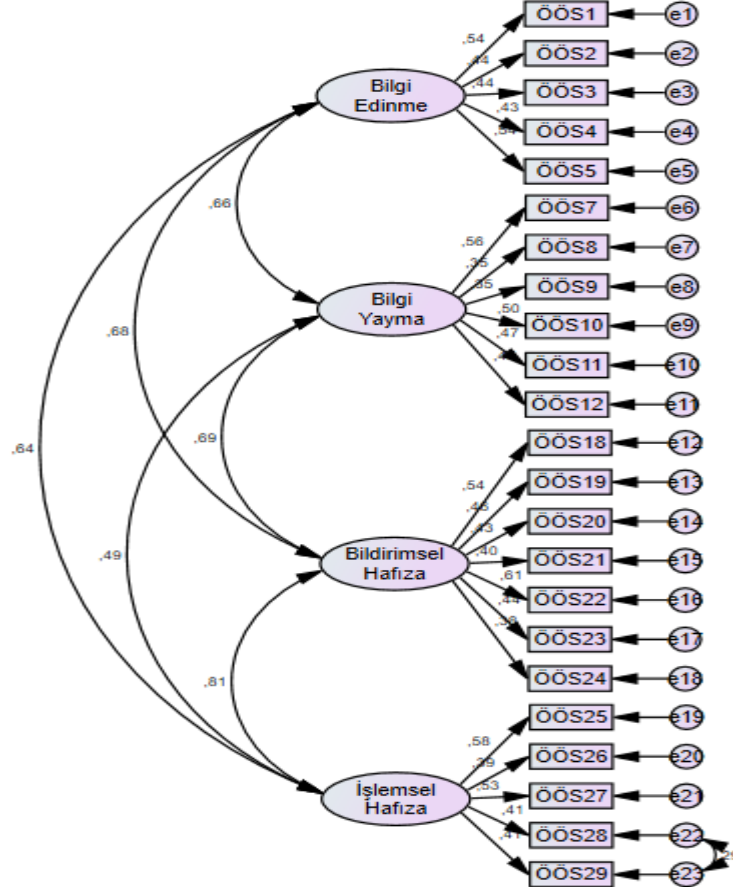 ÖÖS1 e1
,54
ÖÖS2 e2
,44
Bilgi
Edinme
,44
ÖÖS3 e3
,43
ÖÖS4 e4
ÖÖS5 e5
,66
ÖÖS7 e6
,56
ÖÖS8 e7
,35
Bilgi
Yayma
,35
ÖÖS9 e8
,50
ÖÖS10 e9
,47
ÖÖS11 e10
ÖÖS12 e11
,68
,69
,64
ÖÖS18 e12
,54
ÖÖS19 e13
ÖÖS20 e14
,43
,49
Bildirimsel
Hafıza
,40
ÖÖS21 e15
,61
ÖÖS22 e16
,44
ÖÖS23 e17
ÖÖS24 e18
,81
ÖÖS25 e19
,58
ÖÖS26 e20
,39
İşlemsel
Hafıza
,53
ÖÖS27 e21
,41
ÖÖS28 e22
,41
ÖÖS29 e23